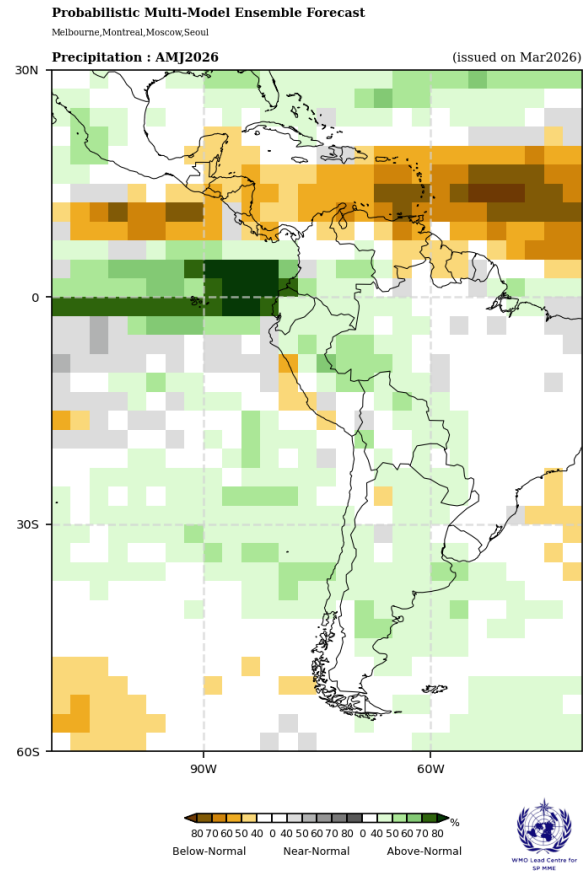 Probabilistic Multi-Model Ensemble Forecast
Melbourne,Montreal,Moscow,Seoul
Precipitation : AMJ2026 (issued on Mar2026)
30N
0
30S
60S
90W 60W
80 70 60 50 40 0 40 50 60 70 80 0 40 50 60 70 80 %
Below-Normal Near-Normal Above-Normal
WMO Lead Centre for
SP MME